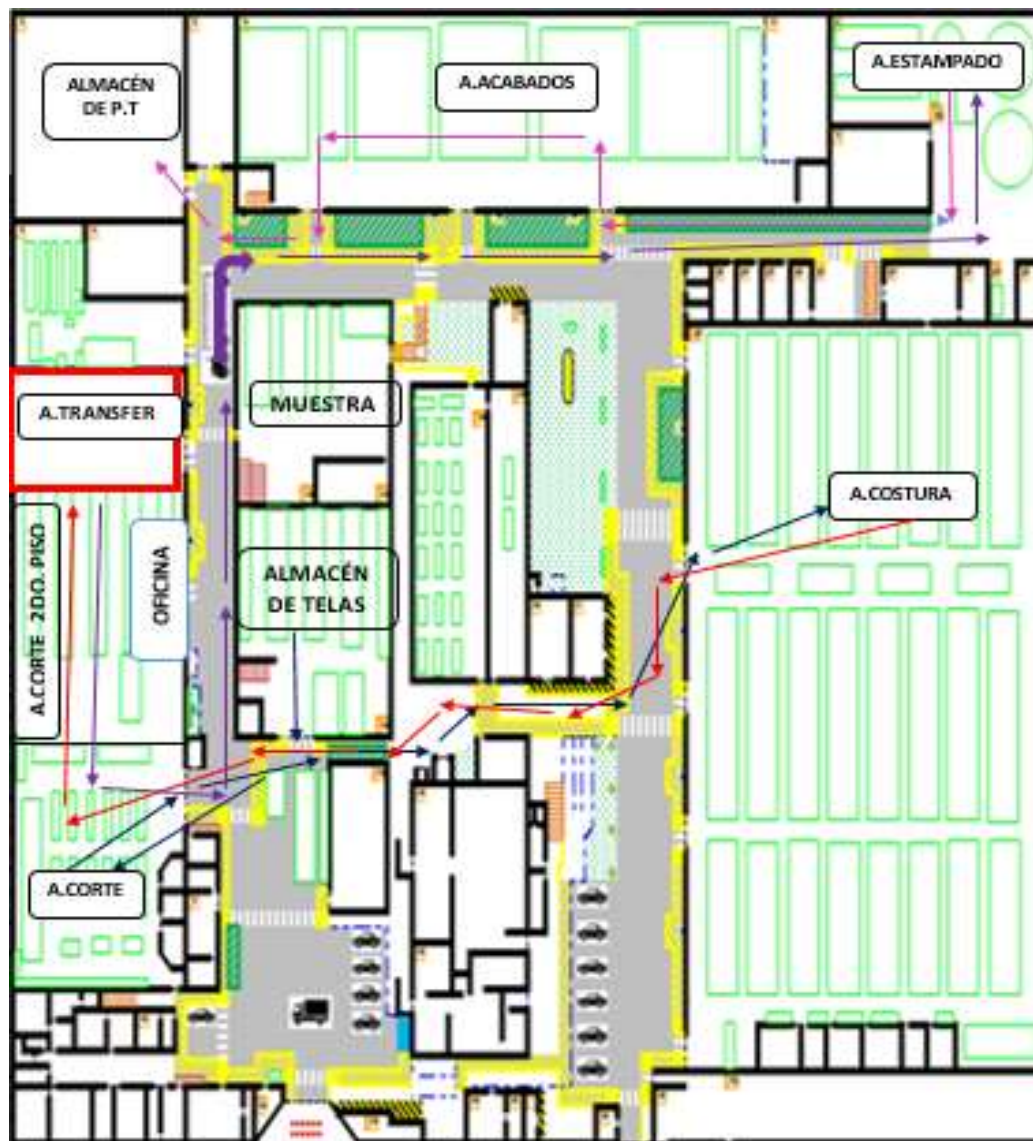 ALMACÉN
DE P.T
A.ACABADOS
A.ESTAMPADO
A.TRANSFER
MUESTRA
A.COSTURA
A.CORTE 2DO. PISO
OFICINA
ALMACÉN
DE TELAS
A.CORTE